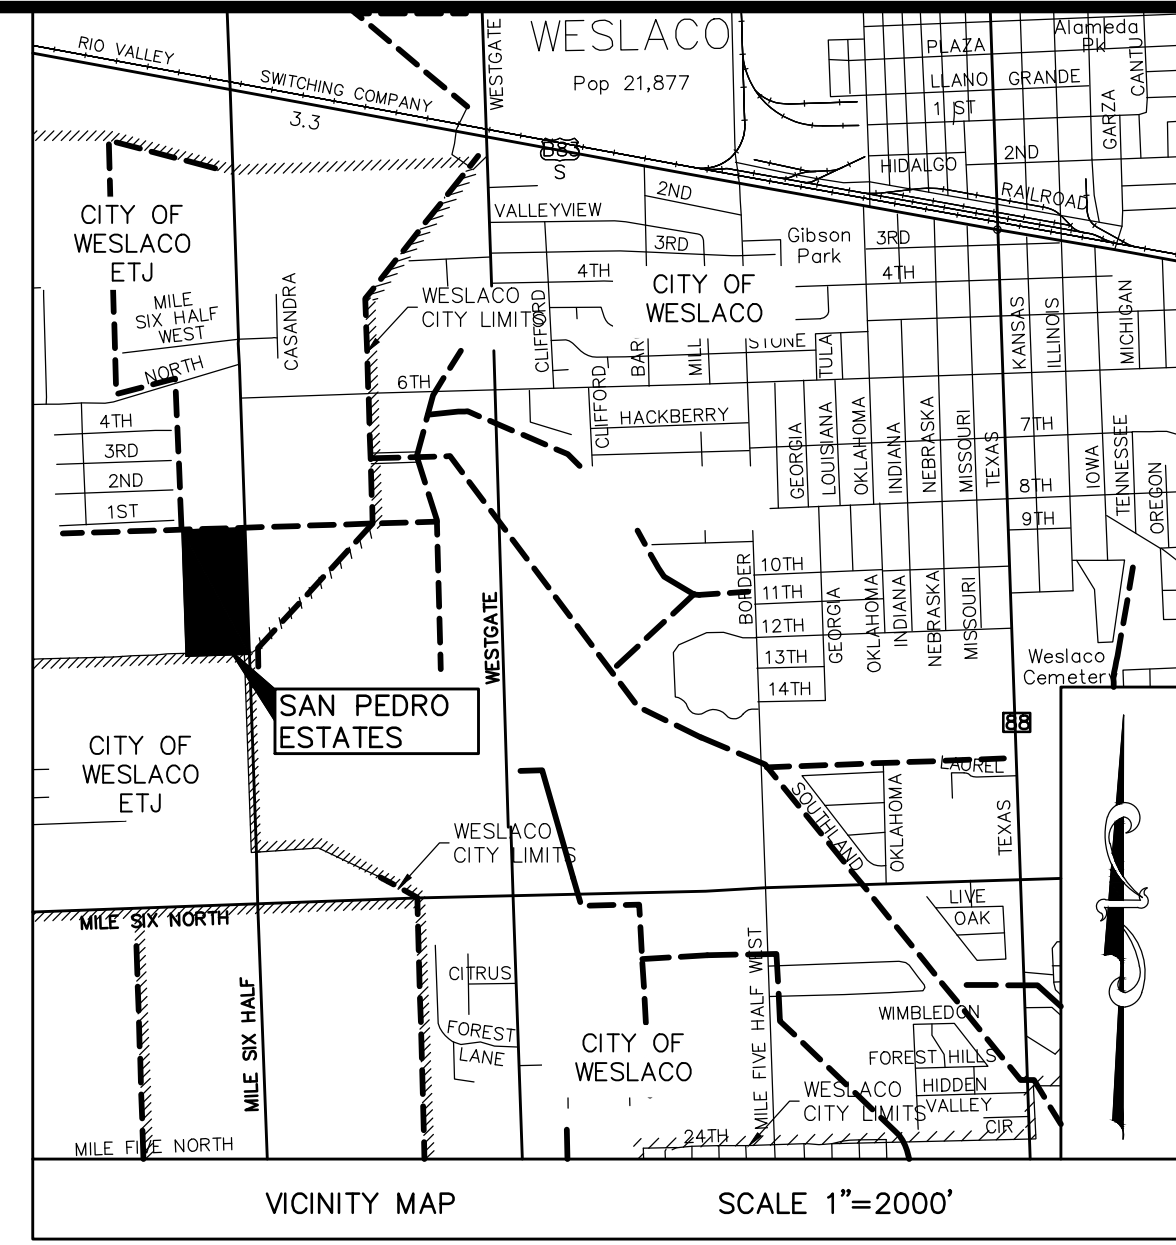 RIO VALLEY
SWITCHING COMPANY
3.3
WESTGATE
WESLACO
Pop 21,877
B83
S
PLAZA
Alameda
Pk
CANTU
LLANO GRANDE
1 ST
GARZA
HIDALGO
2ND
RAILROAD
2ND
VALLEYVIEW
3RD
Gibson
Park
3RD
4TH
4TH
CITY OF
WESLACO
ETJ
CITY OF
WESLACO
MILE
SIX HALF
WEST
CASANDRA
WESLACO
CITY LIMITS
CLIFFORD
BAR
MILL
STONE
TULA
KANSAS
ILLINOIS
MICHIGAN
NORTH
6TH
CLIFFORD
HACKBERRY
4TH
3RD
2ND
1ST
GEORGIA
LOUISIANA
OKLAHOMA
INDIANA
NEBRASKA
MISSOURI
TEXAS
7TH
8TH
9TH
IOWA
TENNESSEE
OREGON
WESTGATE
BORDER
10TH
11TH
12TH
13TH
14TH
GEORGIA
OKLAHOMA
INDIANA
NEBRASKA
MISSOURI
Weslaco
Cemetery
SAN PEDRO
ESTATES
88
CITY OF
WESLACO
ETJ
LAUREL
SOUTHLAND
OKLAHOMA
TEXAS
WESLACO
CITY LIMITS
LIVE
OAK
MILE SIX NORTH
MILE SIX HALF
CITRUS
FOREST
LANE
MILE FIVE HALF WEST
WIMBLEDON
FOREST HILLS
CITY OF
WESLACO
HIDDEN
VALLEY
WESLACO
CITY LIMITS
CIR
24TH
MILE FIVE NORTH
VICINITY MAP
SCALE 1"=2000'